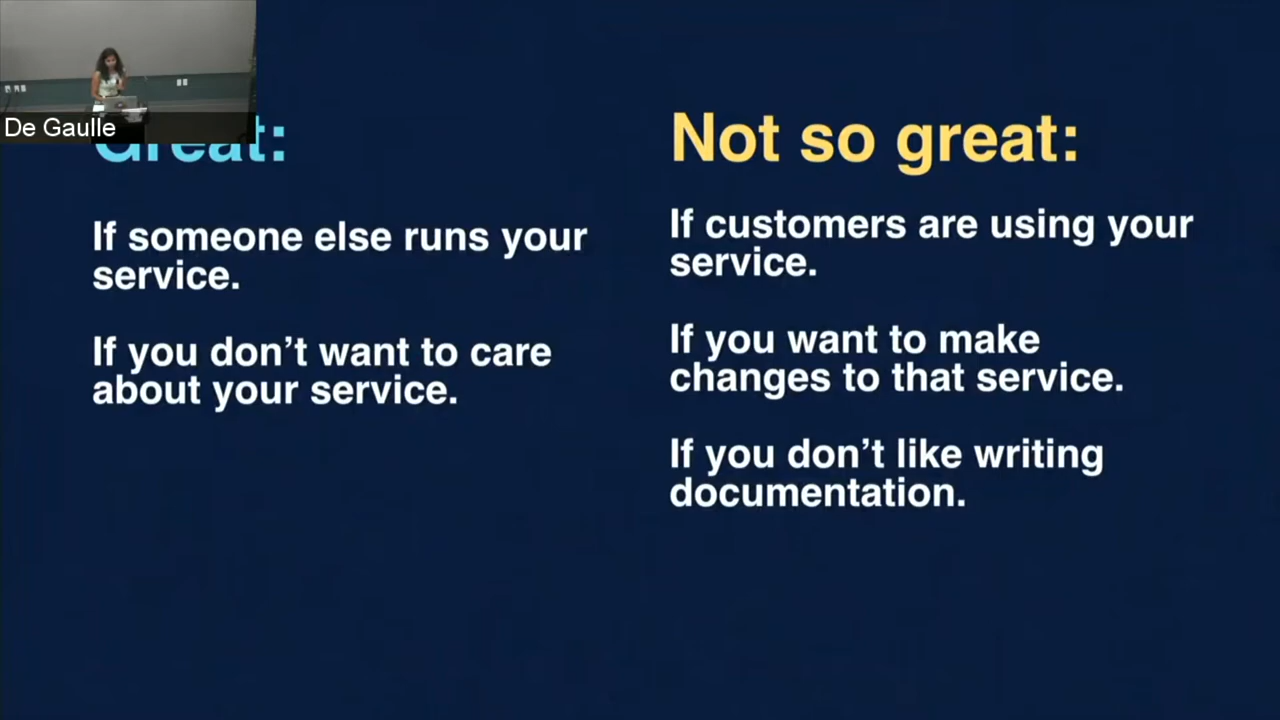 De Gaulle
Great:
If someone else runs your
service.
If you don’t want to care
about your service.
Not so great:
If customers are using your
service.
If you want to make
changes to that service.
If you don’t like writing
documentation.